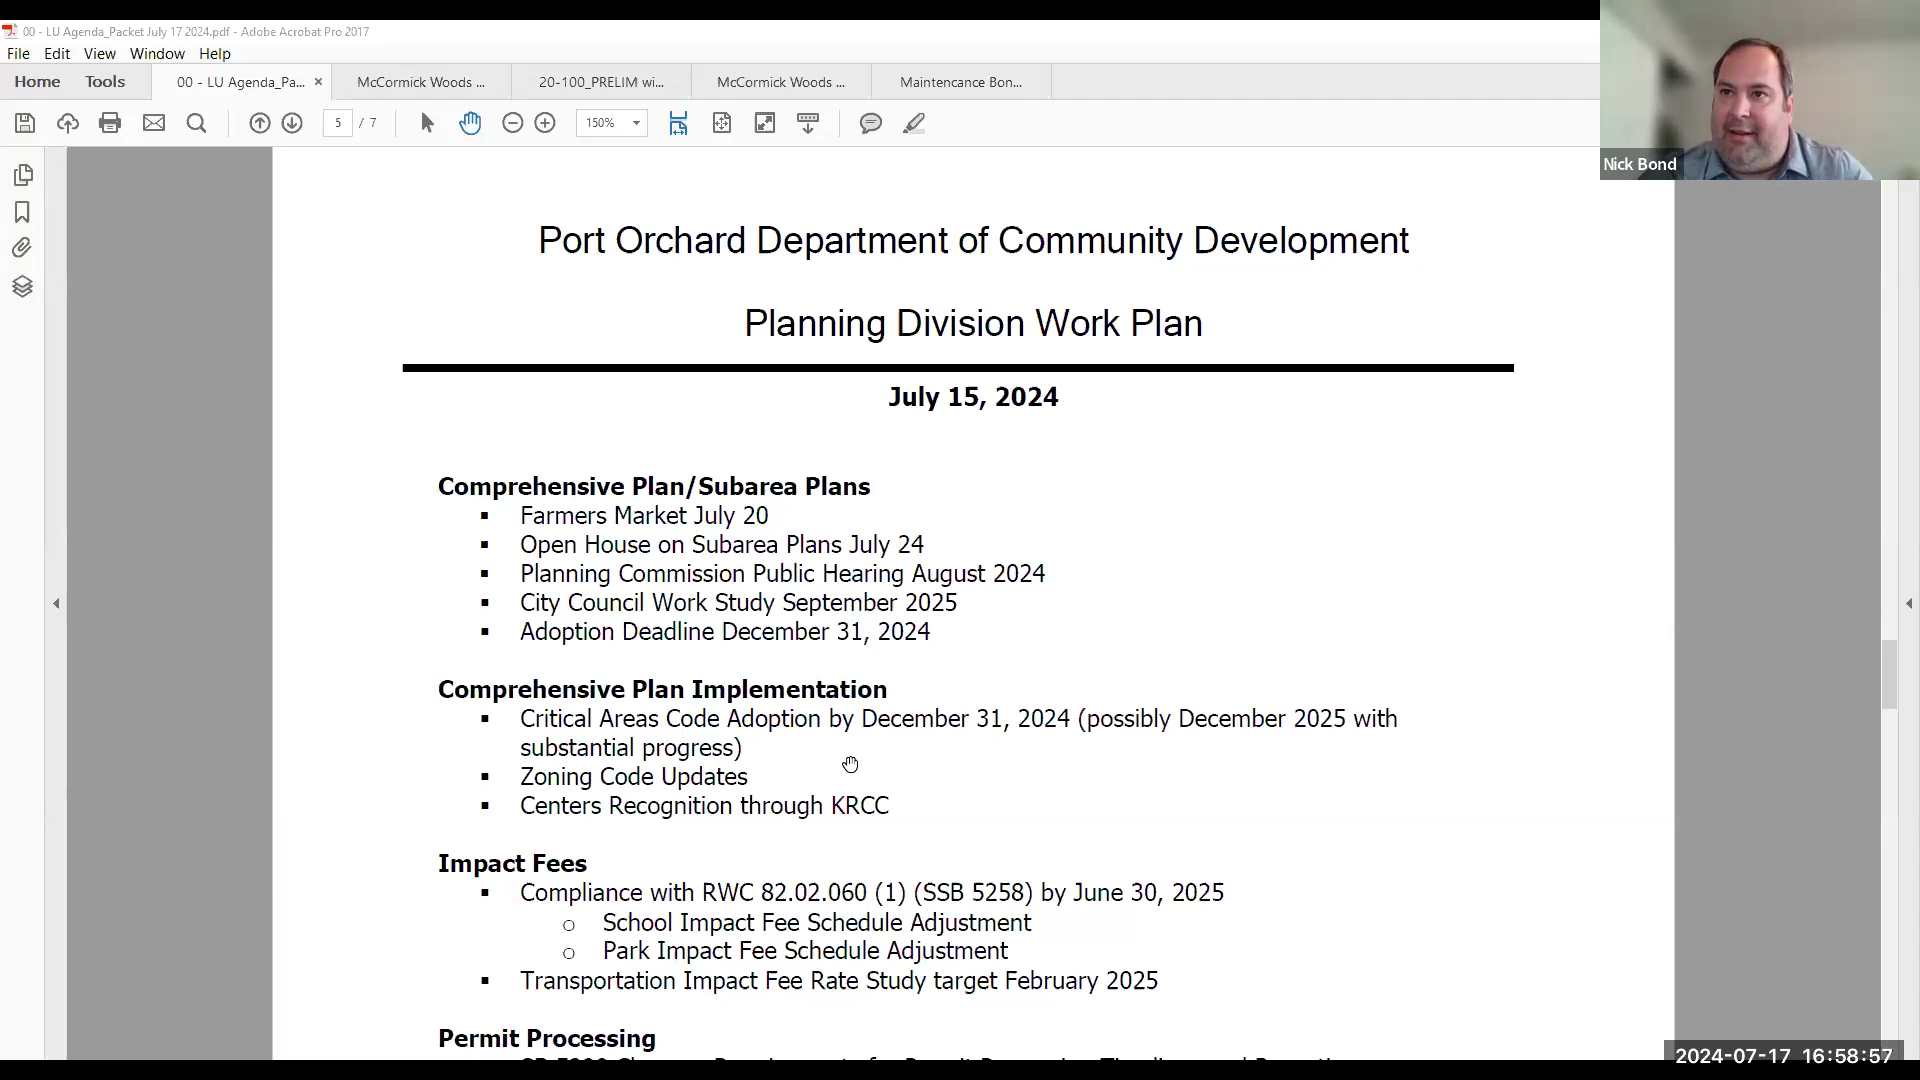 00 - LU Agenda_Packet July 17 2024.pdf - Adobe Acrobat Pro 2017
File Edit View Window Help
Home Tools 00 - LU Agenda_Pa... × McCormick Woods ... 20-100_PRELIM wi... McCormick Woods ... Maintencance Bon...
5 / 7 150%
Nick Bond
Port Orchard Department of Community Development
Planning Division Work Plan
July 15, 2024
Comprehensive Plan/Subarea Plans
▪ Farmers Market July 20
▪ Open House on Subarea Plans July 24
▪ Planning Commission Public Hearing August 2024
▪ City Council Work Study September 2025
▪ Adoption Deadline December 31, 2024
Comprehensive Plan Implementation
▪ Critical Areas Code Adoption by December 31, 2024 (possibly December 2025 with
substantial progress)
▪ Zoning Code Updates
▪ Centers Recognition through KRCC
Impact Fees
▪ Compliance with RWC 82.02.060 (1) (SSB 5258) by June 30, 2025
o School Impact Fee Schedule Adjustment
o Park Impact Fee Schedule Adjustment
▪ Transportation Impact Fee Rate Study target February 2025
Permit Processing
2024-07-17 16:58:57